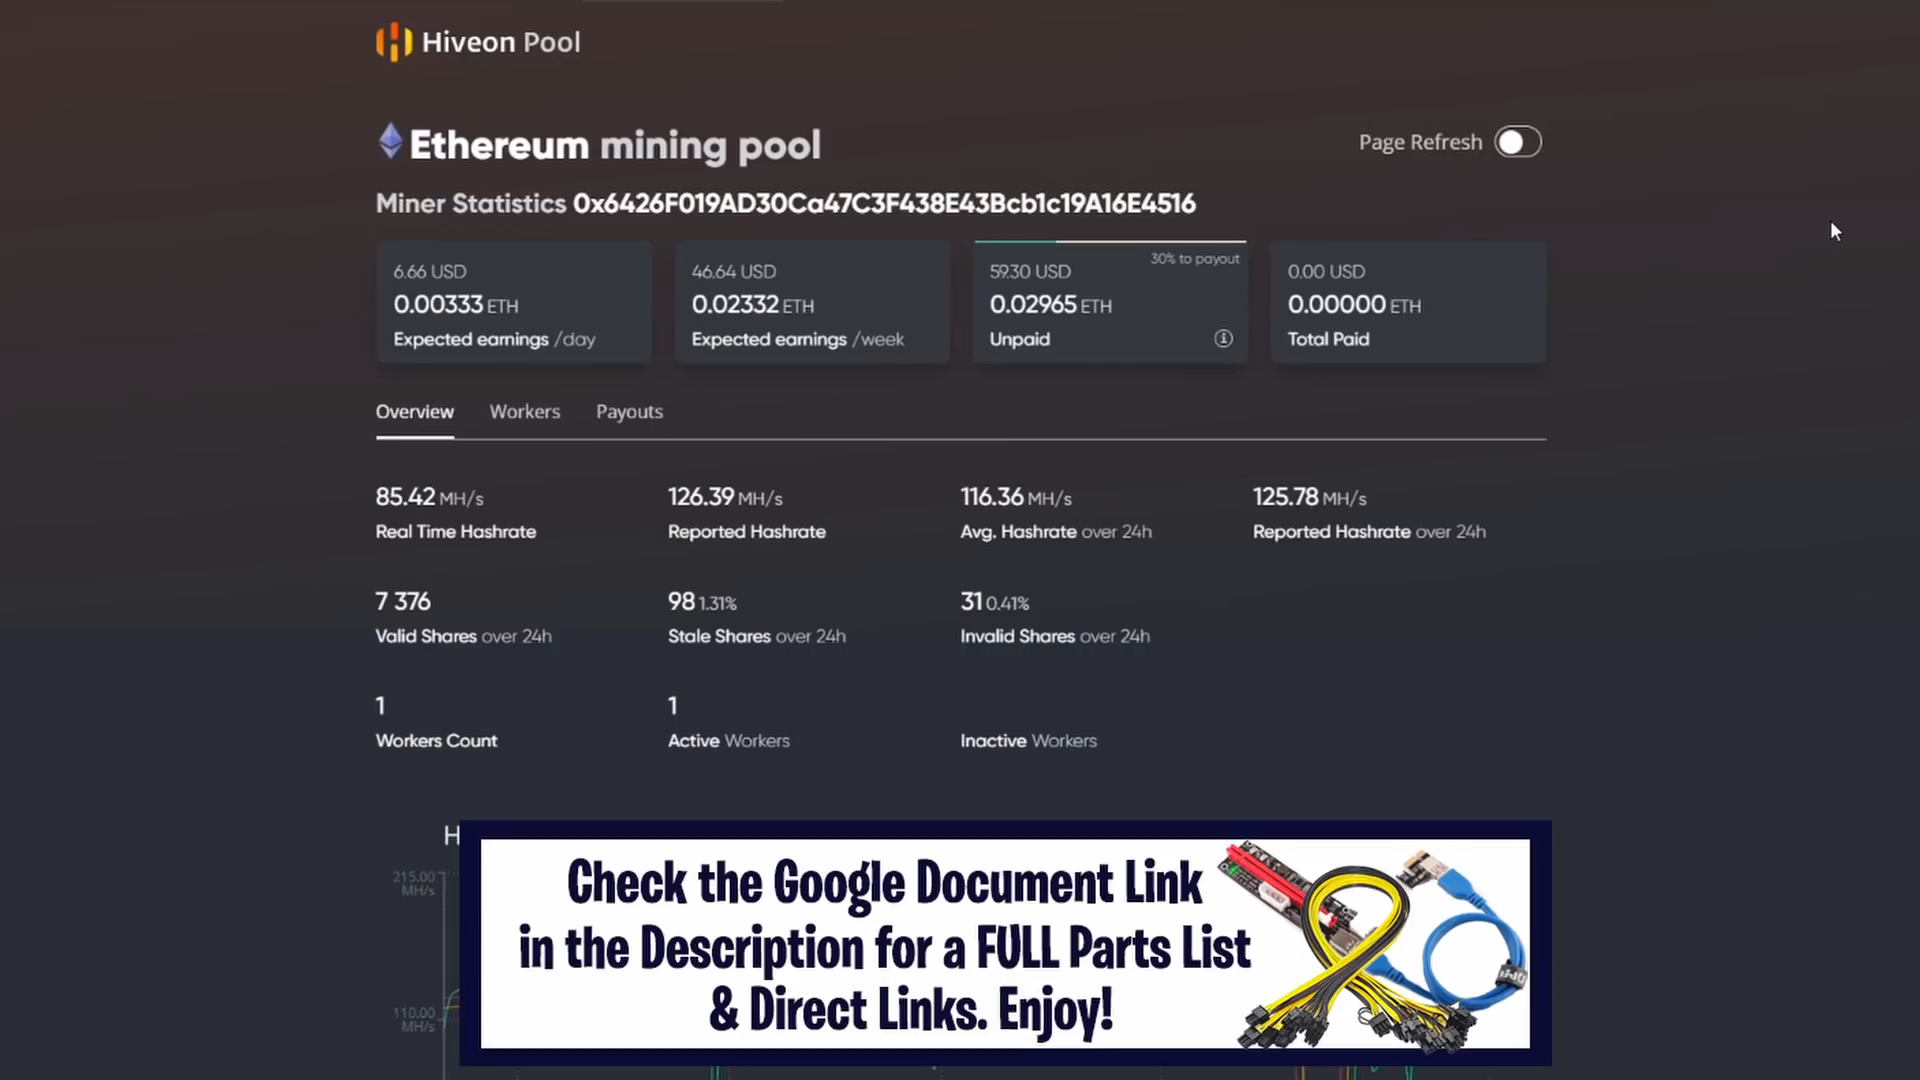 Hiveon Pool
Ethereum mining pool
Page Refresh
Miner Statistics 0x6426F019AD30Ca47C3F438E43Bcb1c19A16E4516
6.66 USD
0.00333 ETH
Expected earnings /day
46.64 USD
0.02332 ETH
Expected earnings /week
30% to payout
59.30 USD
0.02965 ETH
Unpaid
0.00 USD
0.00000 ETH
Total Paid
Overview Workers Payouts
85.42 MH/s
Real Time Hashrate
126.39 MH/s
Reported Hashrate
116.36 MH/s
Avg. Hashrate over 24h
125.78 MH/s
Reported Hashrate over 24h
7 376
Valid Shares over 24h
98 1.31%
Stale Shares over 24h
31 0.41%
Invalid Shares over 24h
1
Workers Count
1
Active Workers
Inactive Workers
H
215.00
MH/s
110.00
MH/s
Check the Google Document Link
in the Description for a FULL Parts List
& Direct Links. Enjoy!